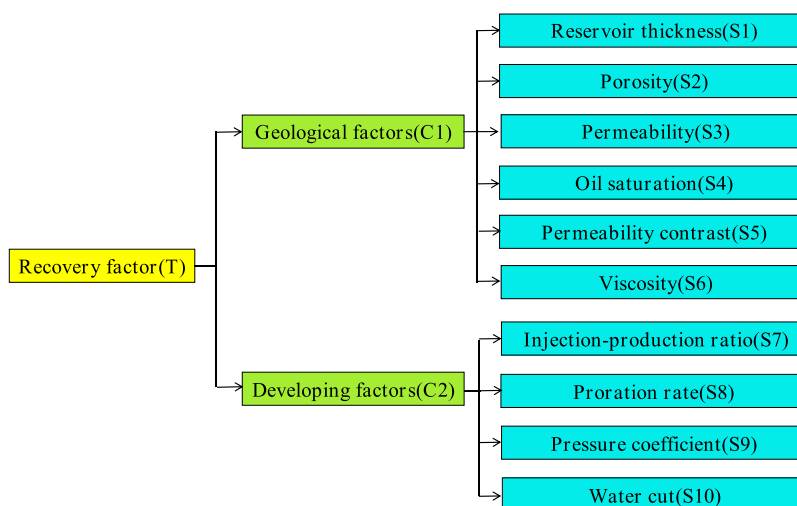 Reservoir thickness(S1)
Porosity(S2)
Geological factors(C1)
Permeability(S3)
Oil saturation(S4)
Permeability contrast(S5)
Recovery factor(T)
Viscosity(S6)
Injection-production ratio(S7)
Developing factors(C2)
Proration rate(S8)
Pressure coefficient(S9)
Water cut(S10)